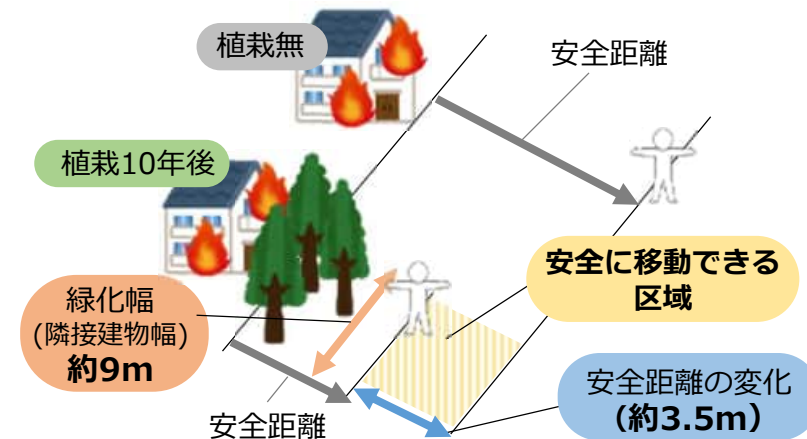 植栽無
安全距離
植栽10年後
安全に移動できる
区域
緑化幅
(隣接建物幅)
約9m
安全距離の変化
(約3.5m）
安全距離